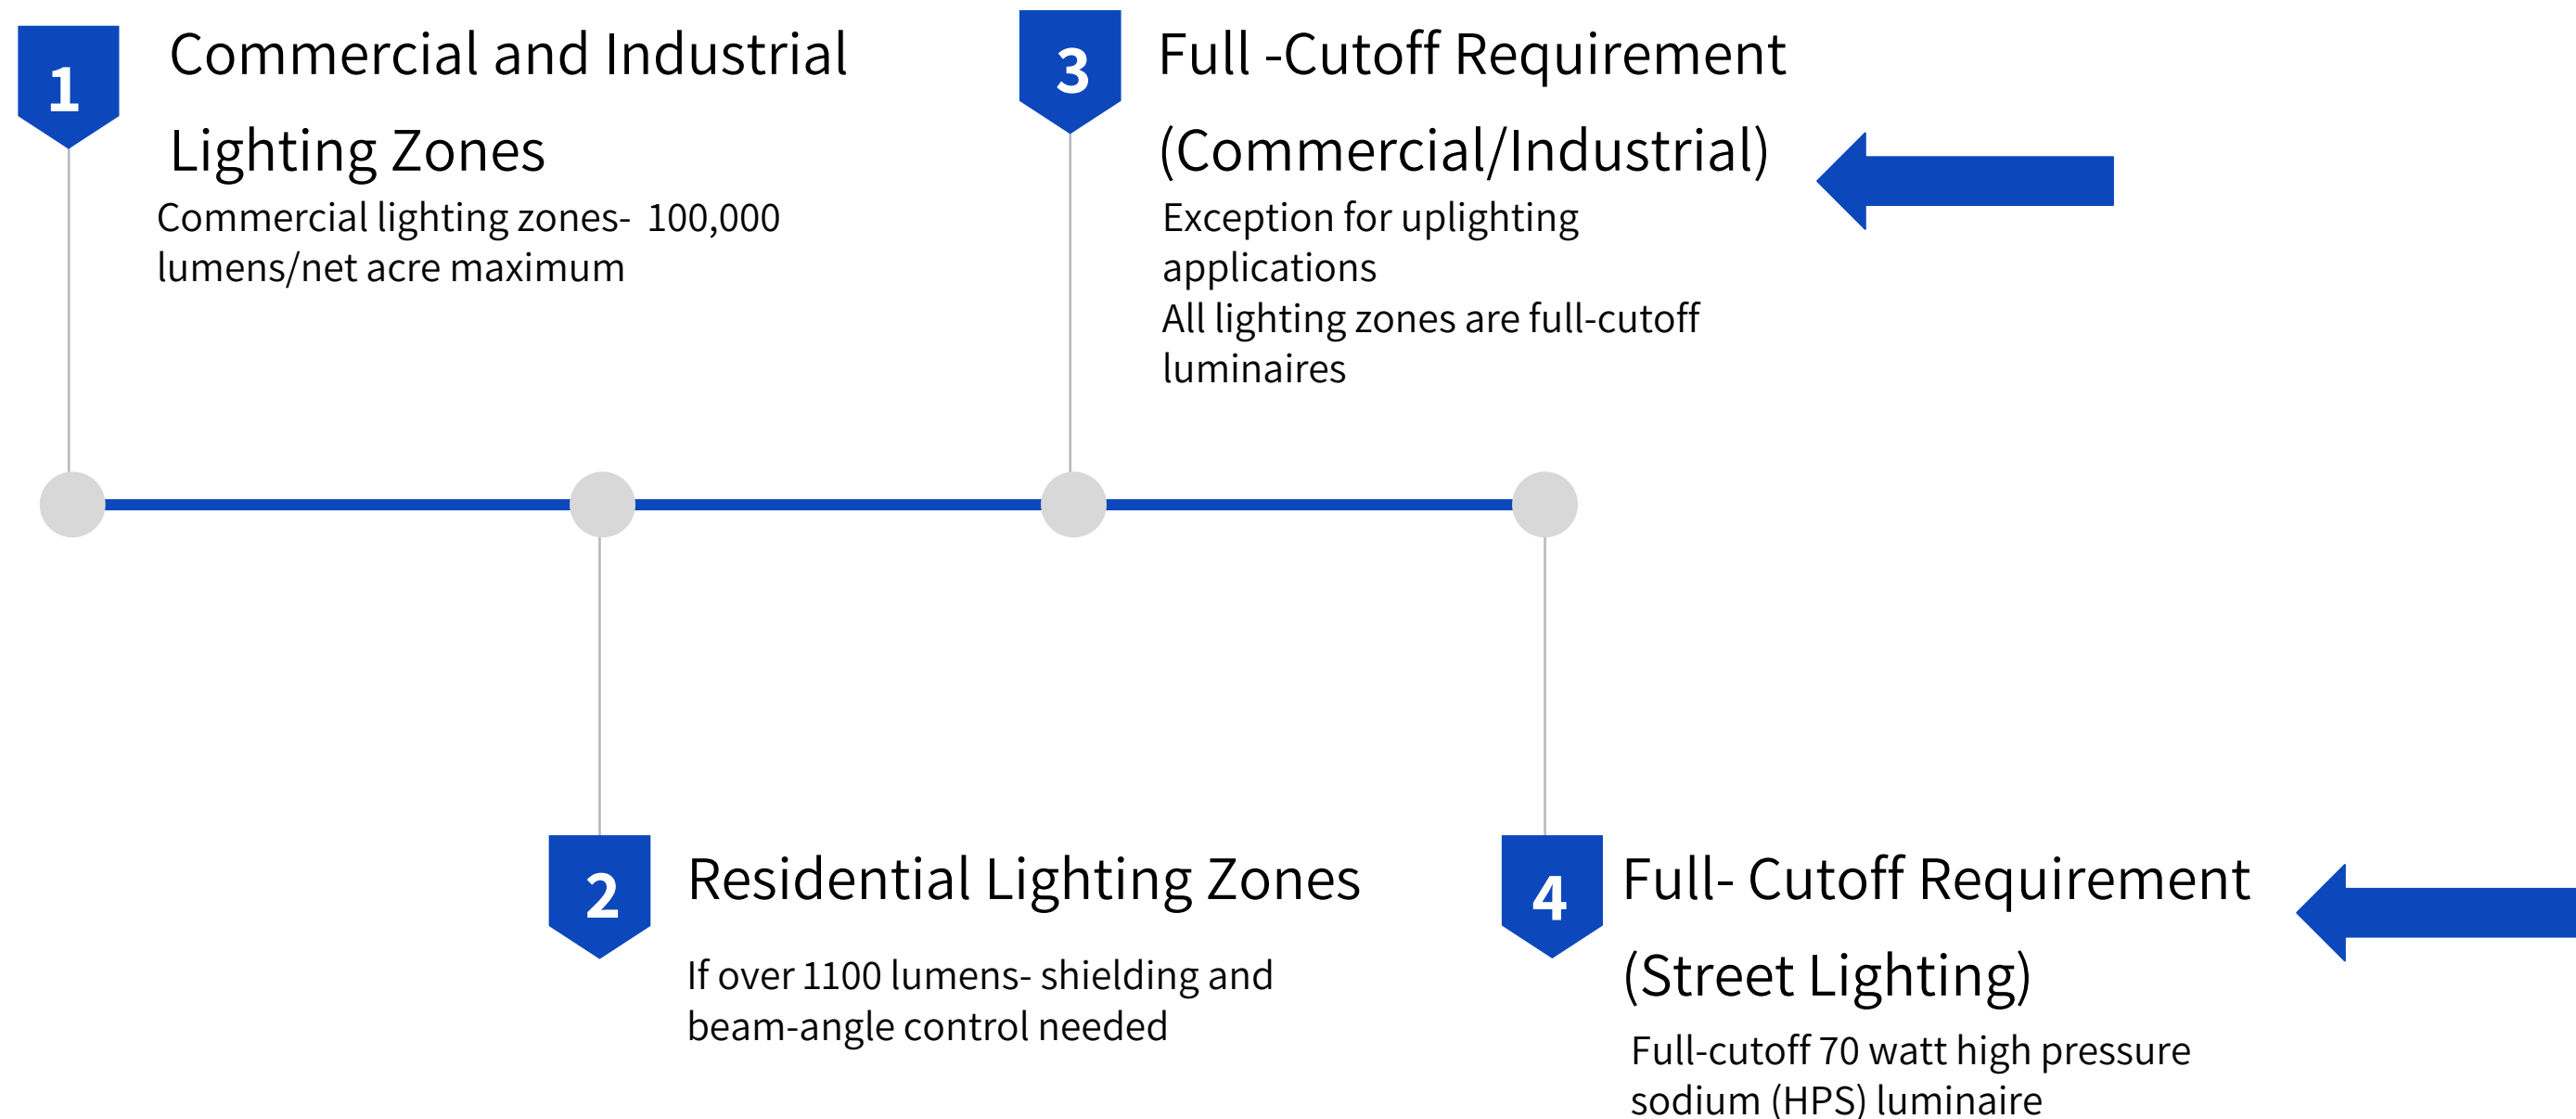 1
Commercial and Industrial
Lighting Zones
Commercial lighting zones- 100,000
lumens/net acre maximum
2
Residential Lighting Zones
If over 1100 lumens- shielding and
beam-angle control needed
3
Full -Cutoff Requirement
(Commercial/Industrial)
Exception for uplighting
applications
All lighting zones are full-cutoff
luminaires
4
Full- Cutoff Requirement
(Street Lighting)
Full-cutoff 70 watt high pressure
sodium (HPS) luminaire